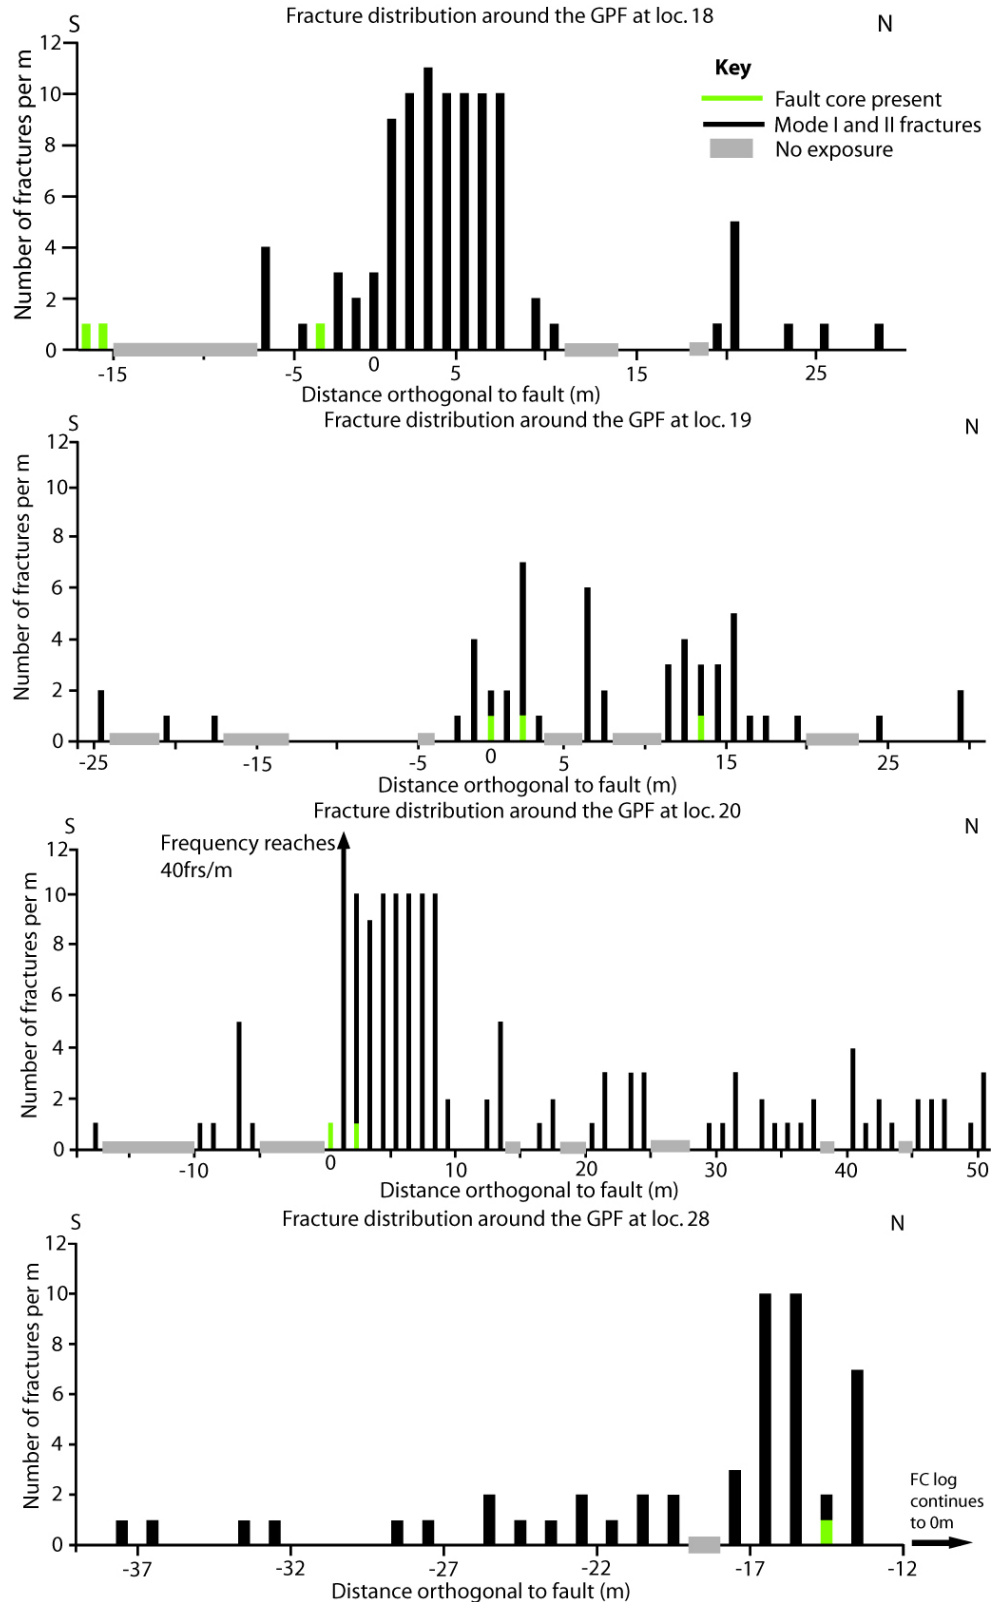 Fracture distribution around the GPF at loc. 18
S
N
Key
Fault core present
Mode I and II fractures
No exposure
Number of fractures per m
12
10
8
6
4
2
0
-15 -5 0 5 15 25
Distance orthogonal to fault (m)
Fracture distribution around the GPF at loc. 19
S
N
Number of fractures per m
12
10
8
6
4
2
0
-25 -15 -5 0 5 15 25
Distance orthogonal to fault (m)
Fracture distribution around the GPF at loc. 20
S
N
Frequency reaches
40frs/m
Number of fractures per m
12
10
8
6
4
2
0
-10 0 10 20 30 40 50
Distance orthogonal to fault (m)
Fracture distribution around the GPF at loc. 28
S
N
Number of fractures per m
12
10
8
6
4
2
0
FC log
continues
to 0m
-37 -32 -27 -22 -17 -12
Distance orthogonal to fault (m)